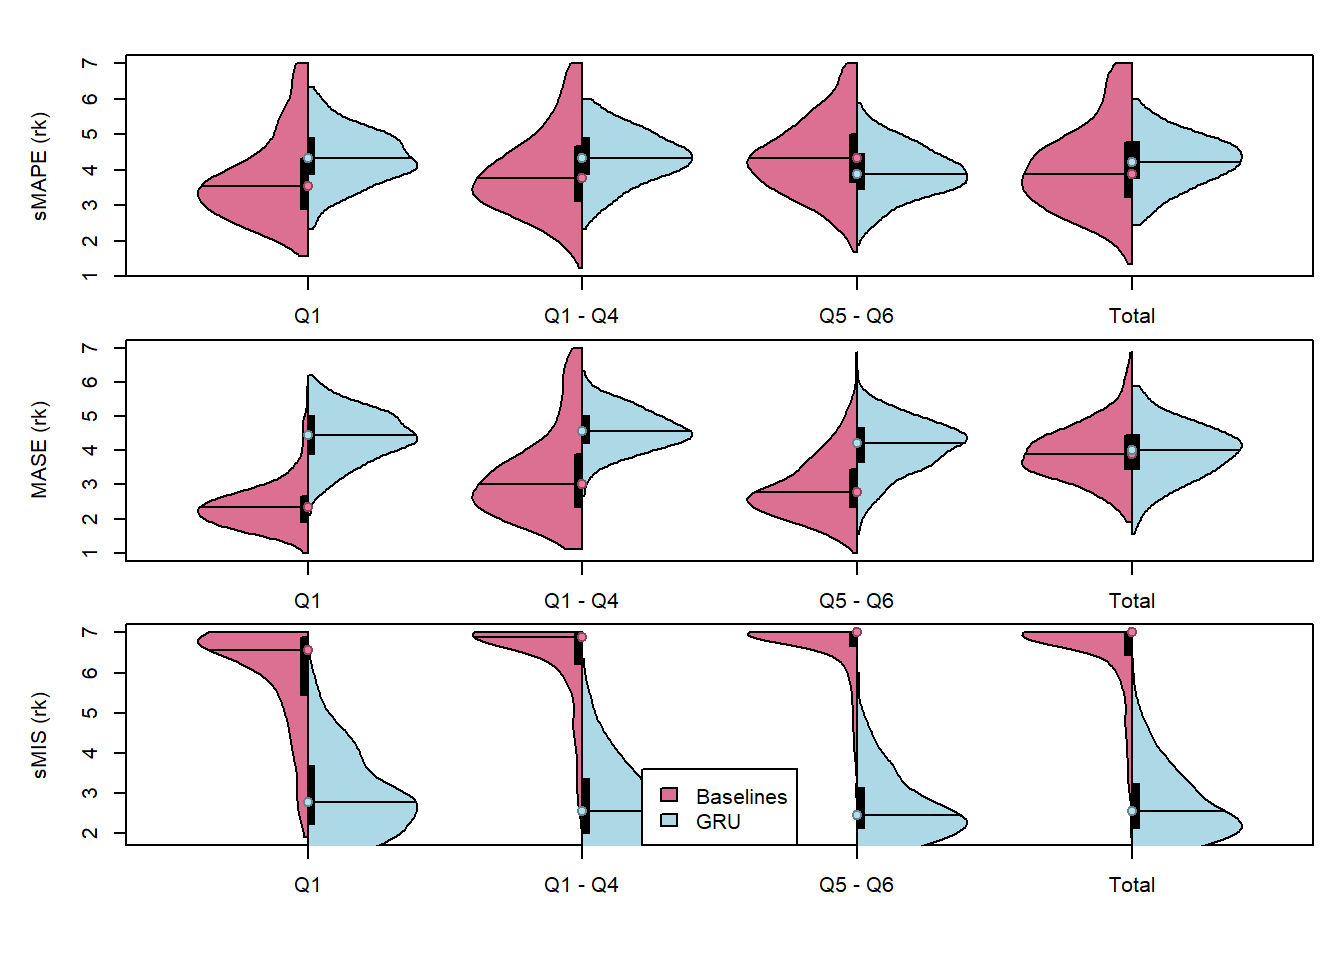 sMAPE (rk)
7
6
5
4
3
2
1
Q1
Q1 - Q4
Q5 - Q6
Total
MASE (rk)
7
6
5
4
3
2
1
Q1
Q1 - Q4
Q5 - Q6
Total
sMIS (rk)
7
6
5
4
3
2
Baselines
GRU
Q1
Q1 - Q4
Q5 - Q6
Total